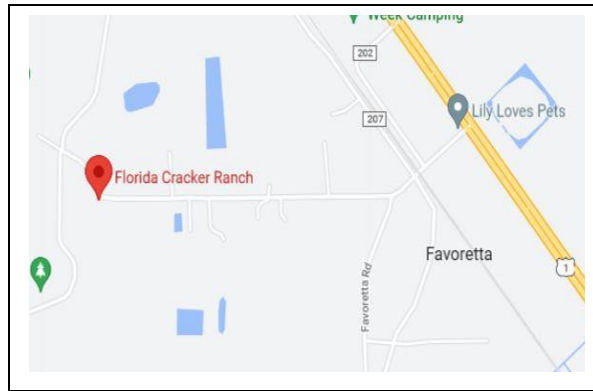 Week Camping
202
Lily Loves Pets
207
Florida Cracker Ranch
Favoretta
1
Favoretta Rd